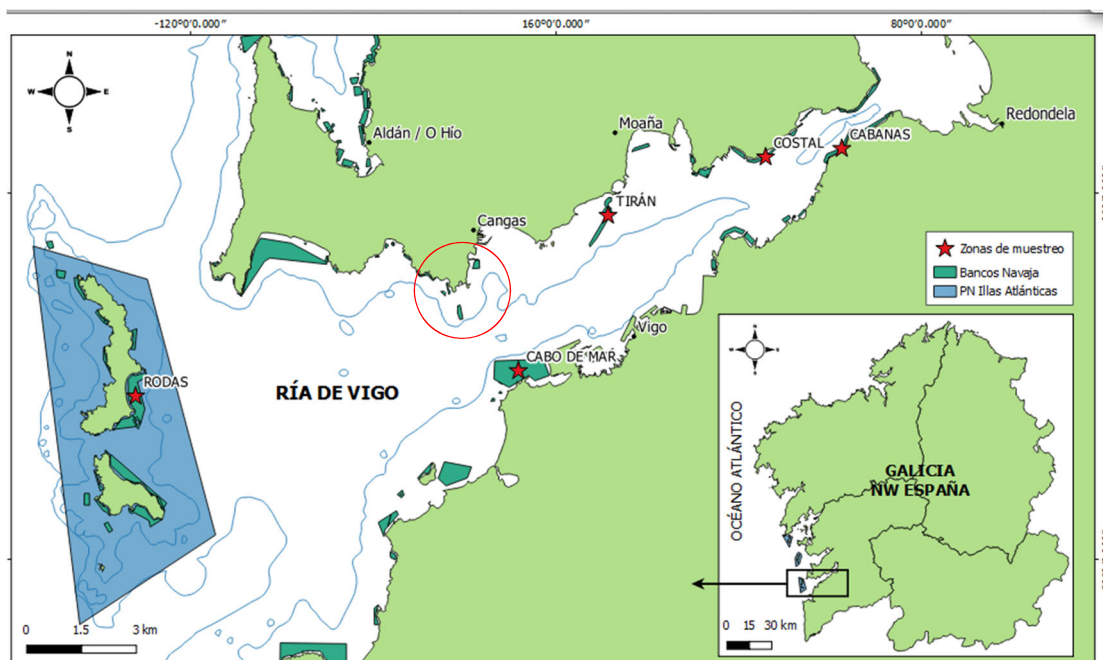 -120°0'0.000"
160°0'0.000"
80°0'0.000"
N
W
E
S
Aldán / O Hío
Moaña
Redondela
COSTAL
CABANAS
TIRÁN
Cangas
Zonas de muestreo
Bancos Navaja
PN Illas Atlánticas
Vigo
CABO DE MAR
RODAS
RÍA DE VIGO
N
W
E
S
OCÉANO ATLÁNTICO
GALICIA
NW ESPAÑA
0 1.5 3 km
0 15 30 km